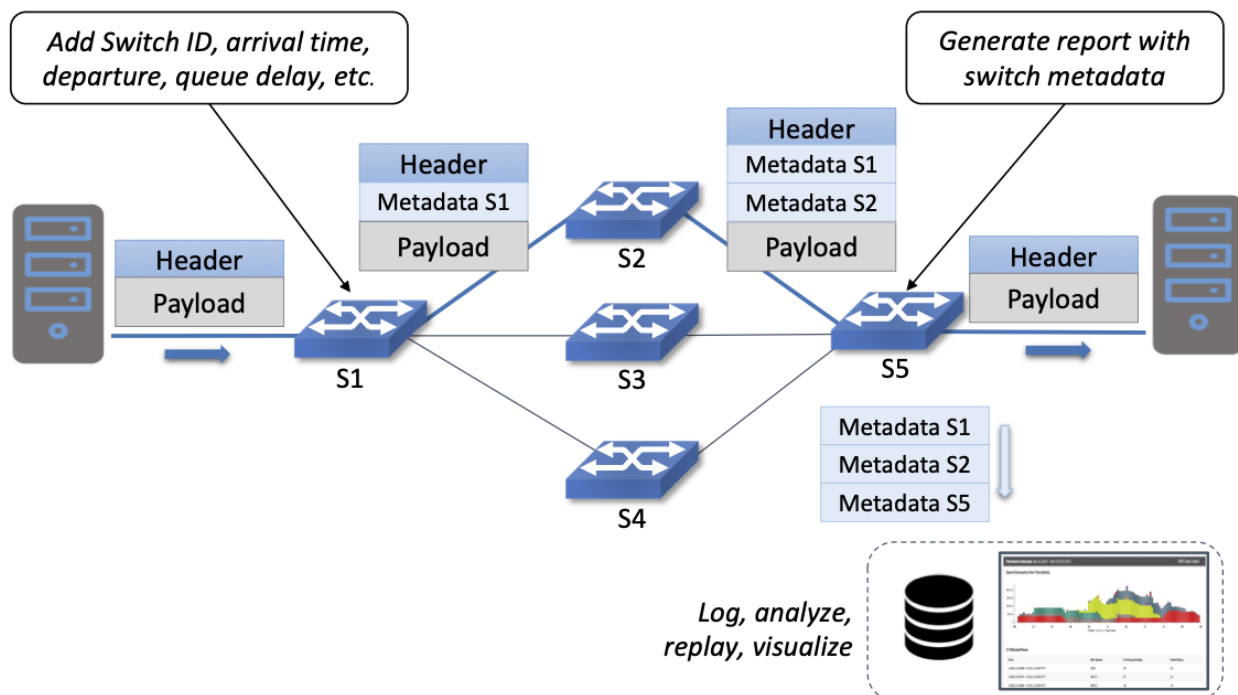 Add Switch ID, arrival time,
departure, queue delay, etc.
Generate report with
switch metadata
Header
Metadata S1
Payload
Header
Metadata S1
Metadata S2
Payload
Header
Payload
Header
Payload
S1
S2
S3
S4
S5
Metadata S1
Metadata S2
Metadata S5
Log, analyze,
replay, visualize